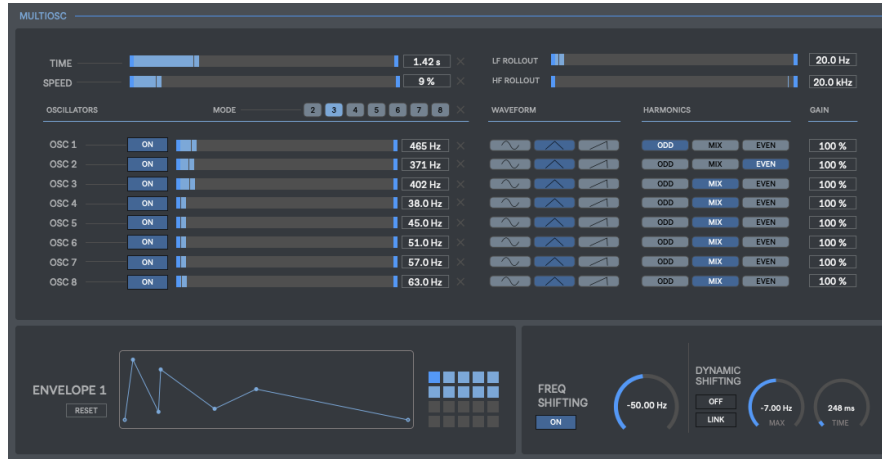 MULTIOSC
TIME 1.42 s × LF ROLLOUT 20.0 Hz
SPEED 9 % × HF ROLLOUT 20.0 kHz
OSCILLATORS MODE 2 3 4 5 6 7 8 × WAVEFORM HARMONICS GAIN
OSC 1 ON 465 Hz × ODD MIX EVEN 100 %
OSC 2 ON 371 Hz × ODD MIX EVEN 100 %
OSC 3 ON 402 Hz × ODD MIX EVEN 100 %
OSC 4 ON 38.0 Hz × ODD MIX EVEN 100 %
OSC 5 ON 45.0 Hz × ODD MIX EVEN 100 %
OSC 6 ON 51.0 Hz × ODD MIX EVEN 100 %
OSC 7 ON 57.0 Hz × ODD MIX EVEN 100 %
OSC 8 ON 63.0 Hz × ODD MIX EVEN 100 %
ENVELOPE 1
RESET
FREQ
SHIFTING
ON
-50.00 Hz
DYNAMIC
SHIFTING
OFF
LINK
-7.00 Hz
MAX
248 ms
TIME